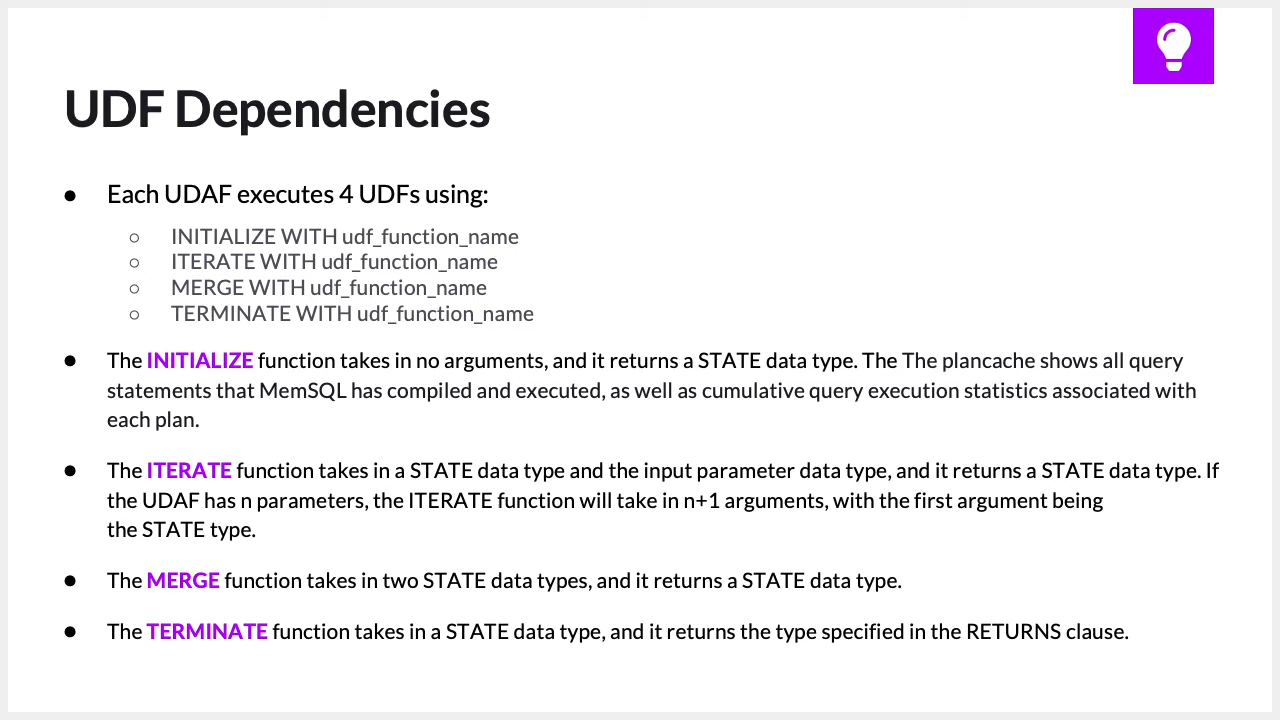 UDF Dependencies
● Each UDAF executes 4 UDFs using:
○ INITIALIZE WITH udf_function_name
○ ITERATE WITH udf_function_name
○ MERGE WITH udf_function_name
○ TERMINATE WITH udf_function_name
● The INITIALIZE function takes in no arguments, and it returns a STATE data type. The The plancache shows all query
statements that MemSQL has compiled and executed, as well as cumulative query execution statistics associated with
each plan.
● The ITERATE function takes in a STATE data type and the input parameter data type, and it returns a STATE data type. If
the UDAF has n parameters, the ITERATE function will take in n+1 arguments, with the first argument being
the STATE type.
● The MERGE function takes in two STATE data types, and it returns a STATE data type.
● The TERMINATE function takes in a STATE data type, and it returns the type specified in the RETURNS clause.